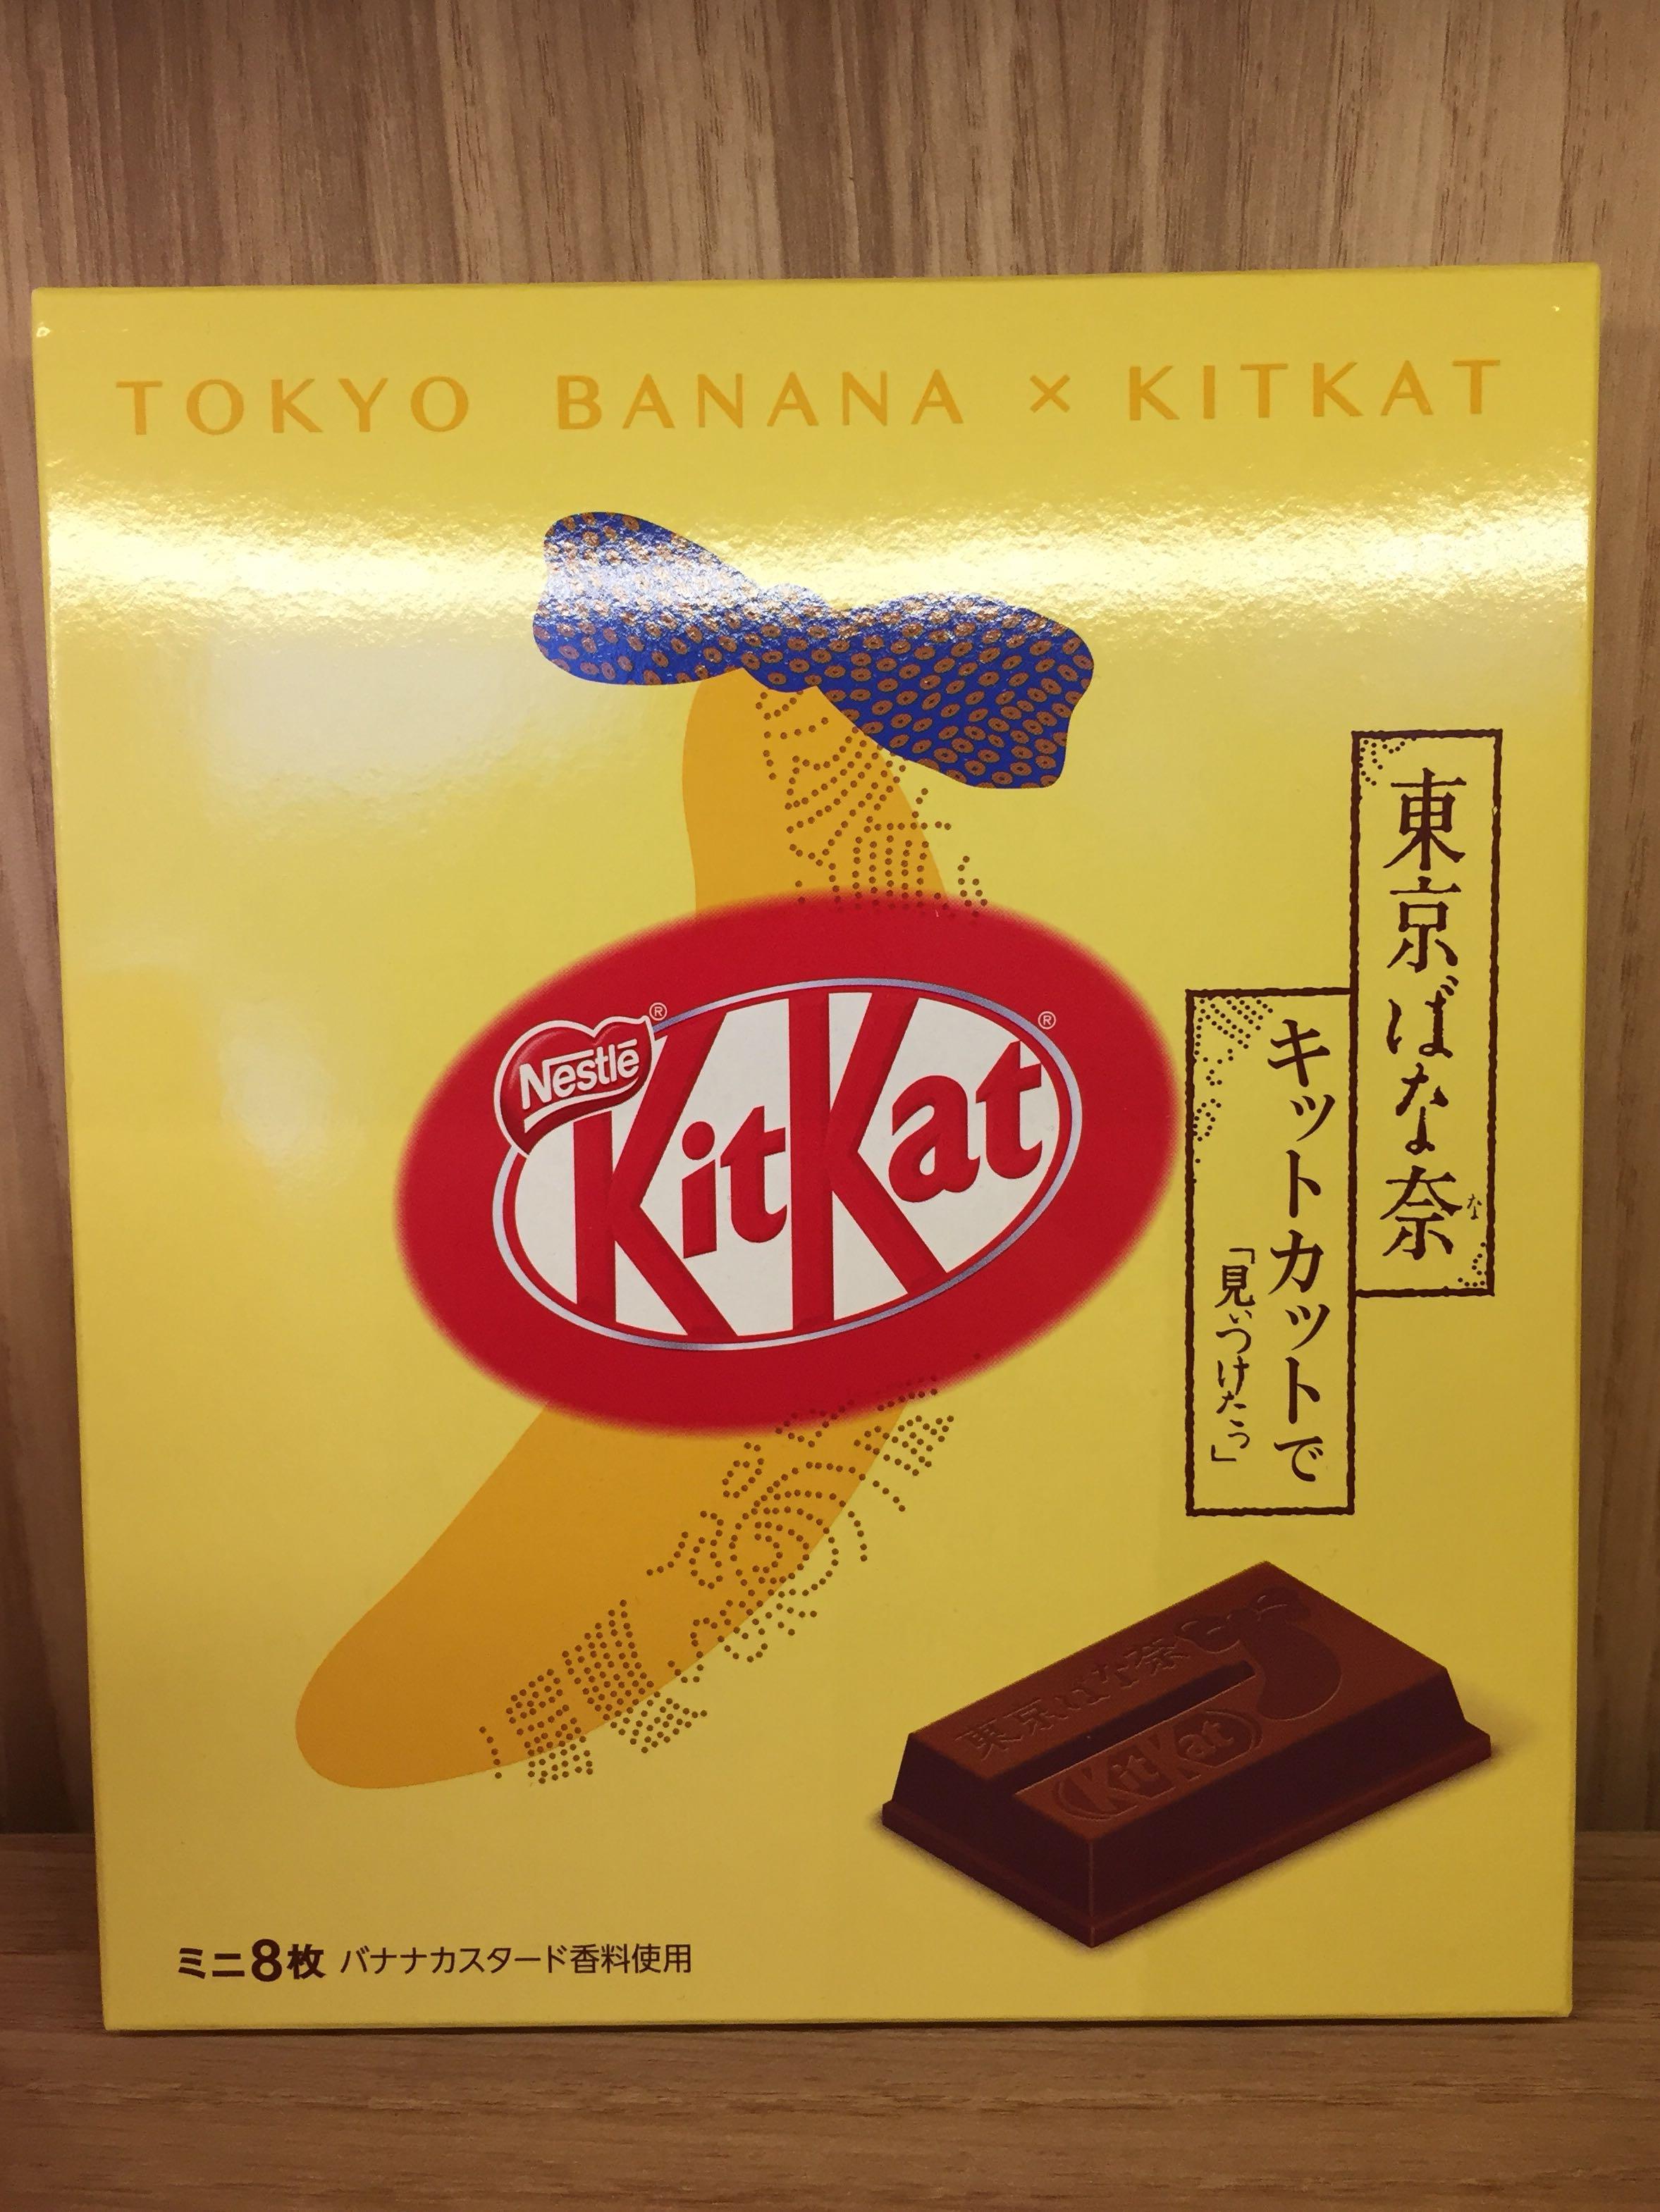 TOKYO BANANA × KITKAT
東京ばな奈
な
キットカットで
「見ぃつけたっ」
Nestlé®
KitKat®
東京ばな奈
KitKat
ミニ8枚 バナナカスタード香料使用